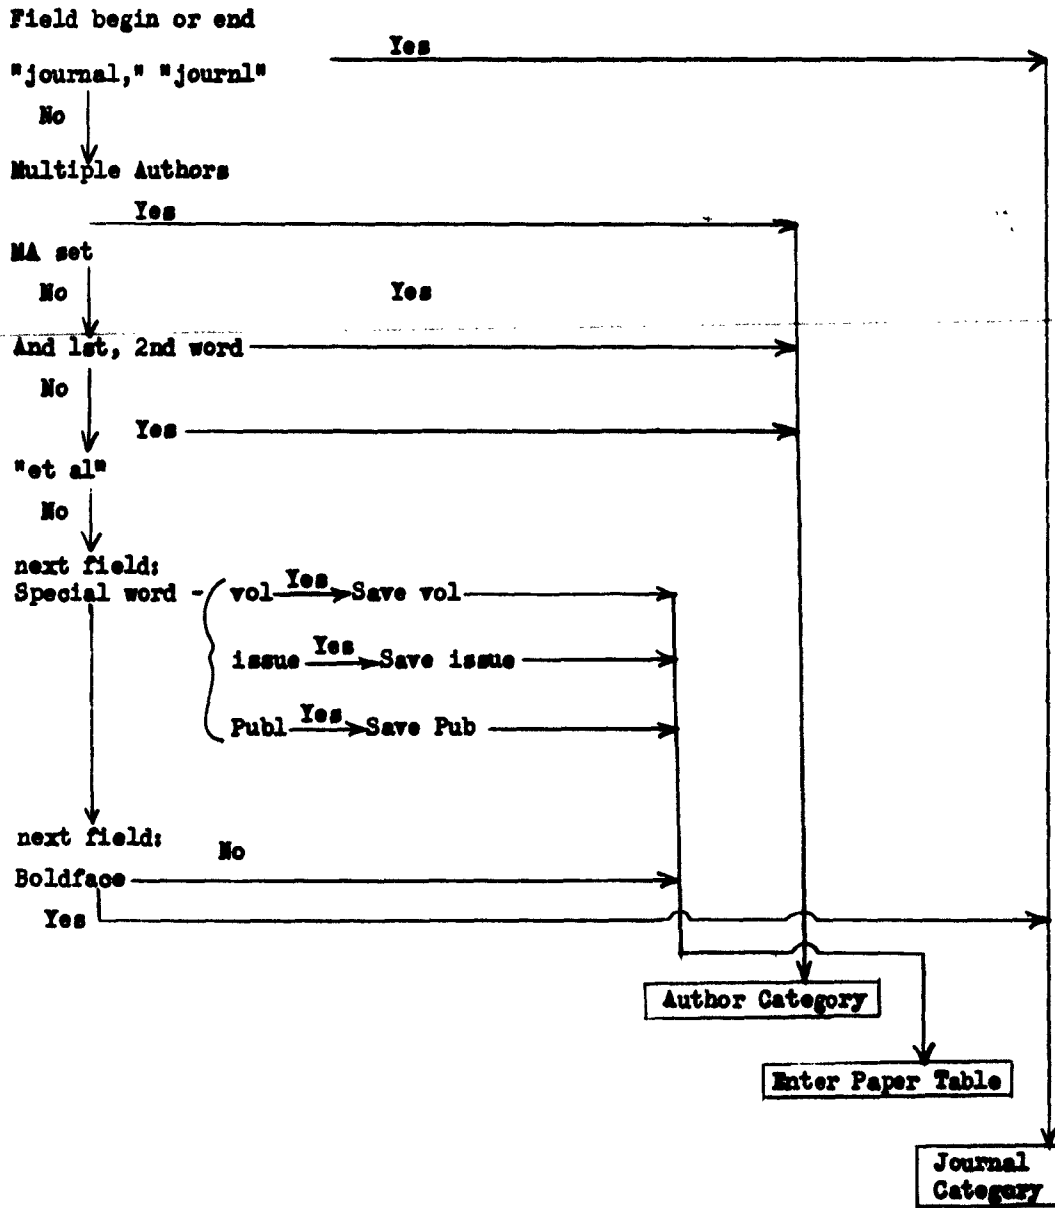 Field begin or end
Yes
"journal," "journl"
No
Multiple Authors
Yes
MA set
No
Yes
And 1st, 2nd word
No
Yes
"et al"
No
next field:
Special word - vol Yes Save vol
issue Yes Save issue
Publ Yes Save Pub
next field:
No
Boldface
Yes
Author Category
Enter Paper Table
Journal
Category